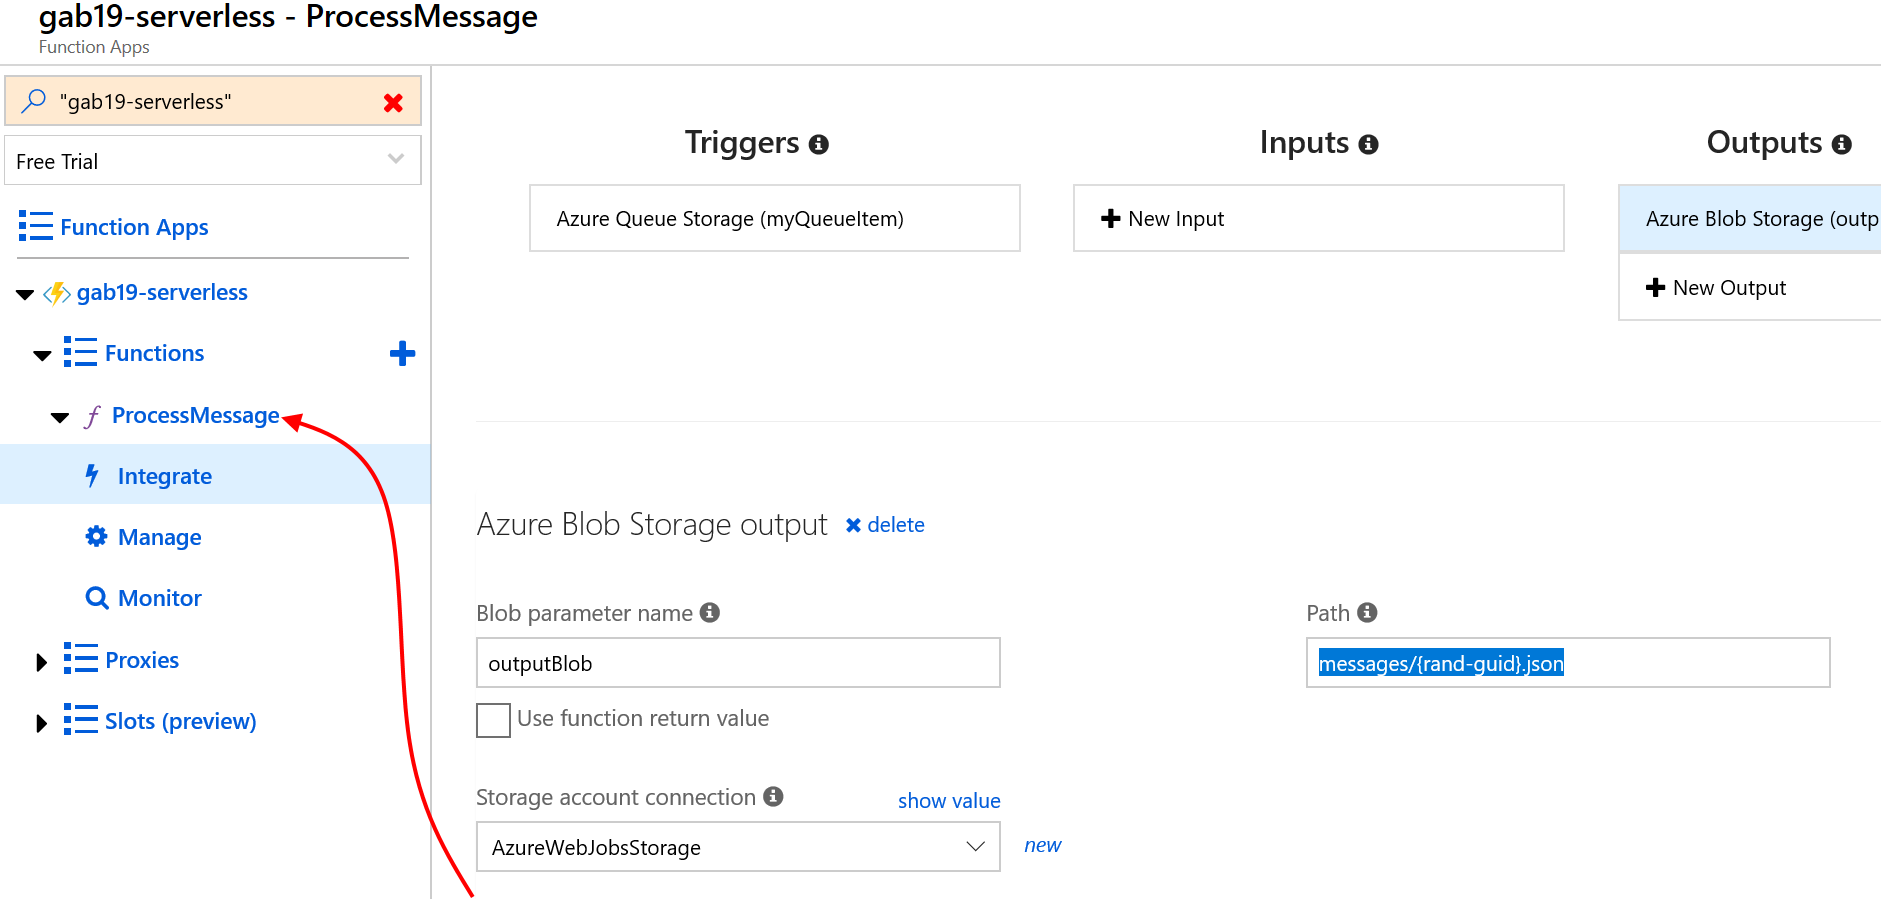 gab19-serverless - ProcessMessage
Function Apps
"gab19-serverless"
Free Trial
Function Apps
gab19-serverless
Functions
ProcessMessage
Integrate
Manage
Monitor
Proxies
Slots (preview)
Triggers
Azure Queue Storage (myQueueItem)
Inputs
New Input
Outputs
Azure Blob Storage (outp
New Output
Azure Blob Storage output delete
Blob parameter name
outputBlob
Use function return value
Path
messages/{rand-guid}.json
Storage account connection show value
AzureWebJobsStorage new